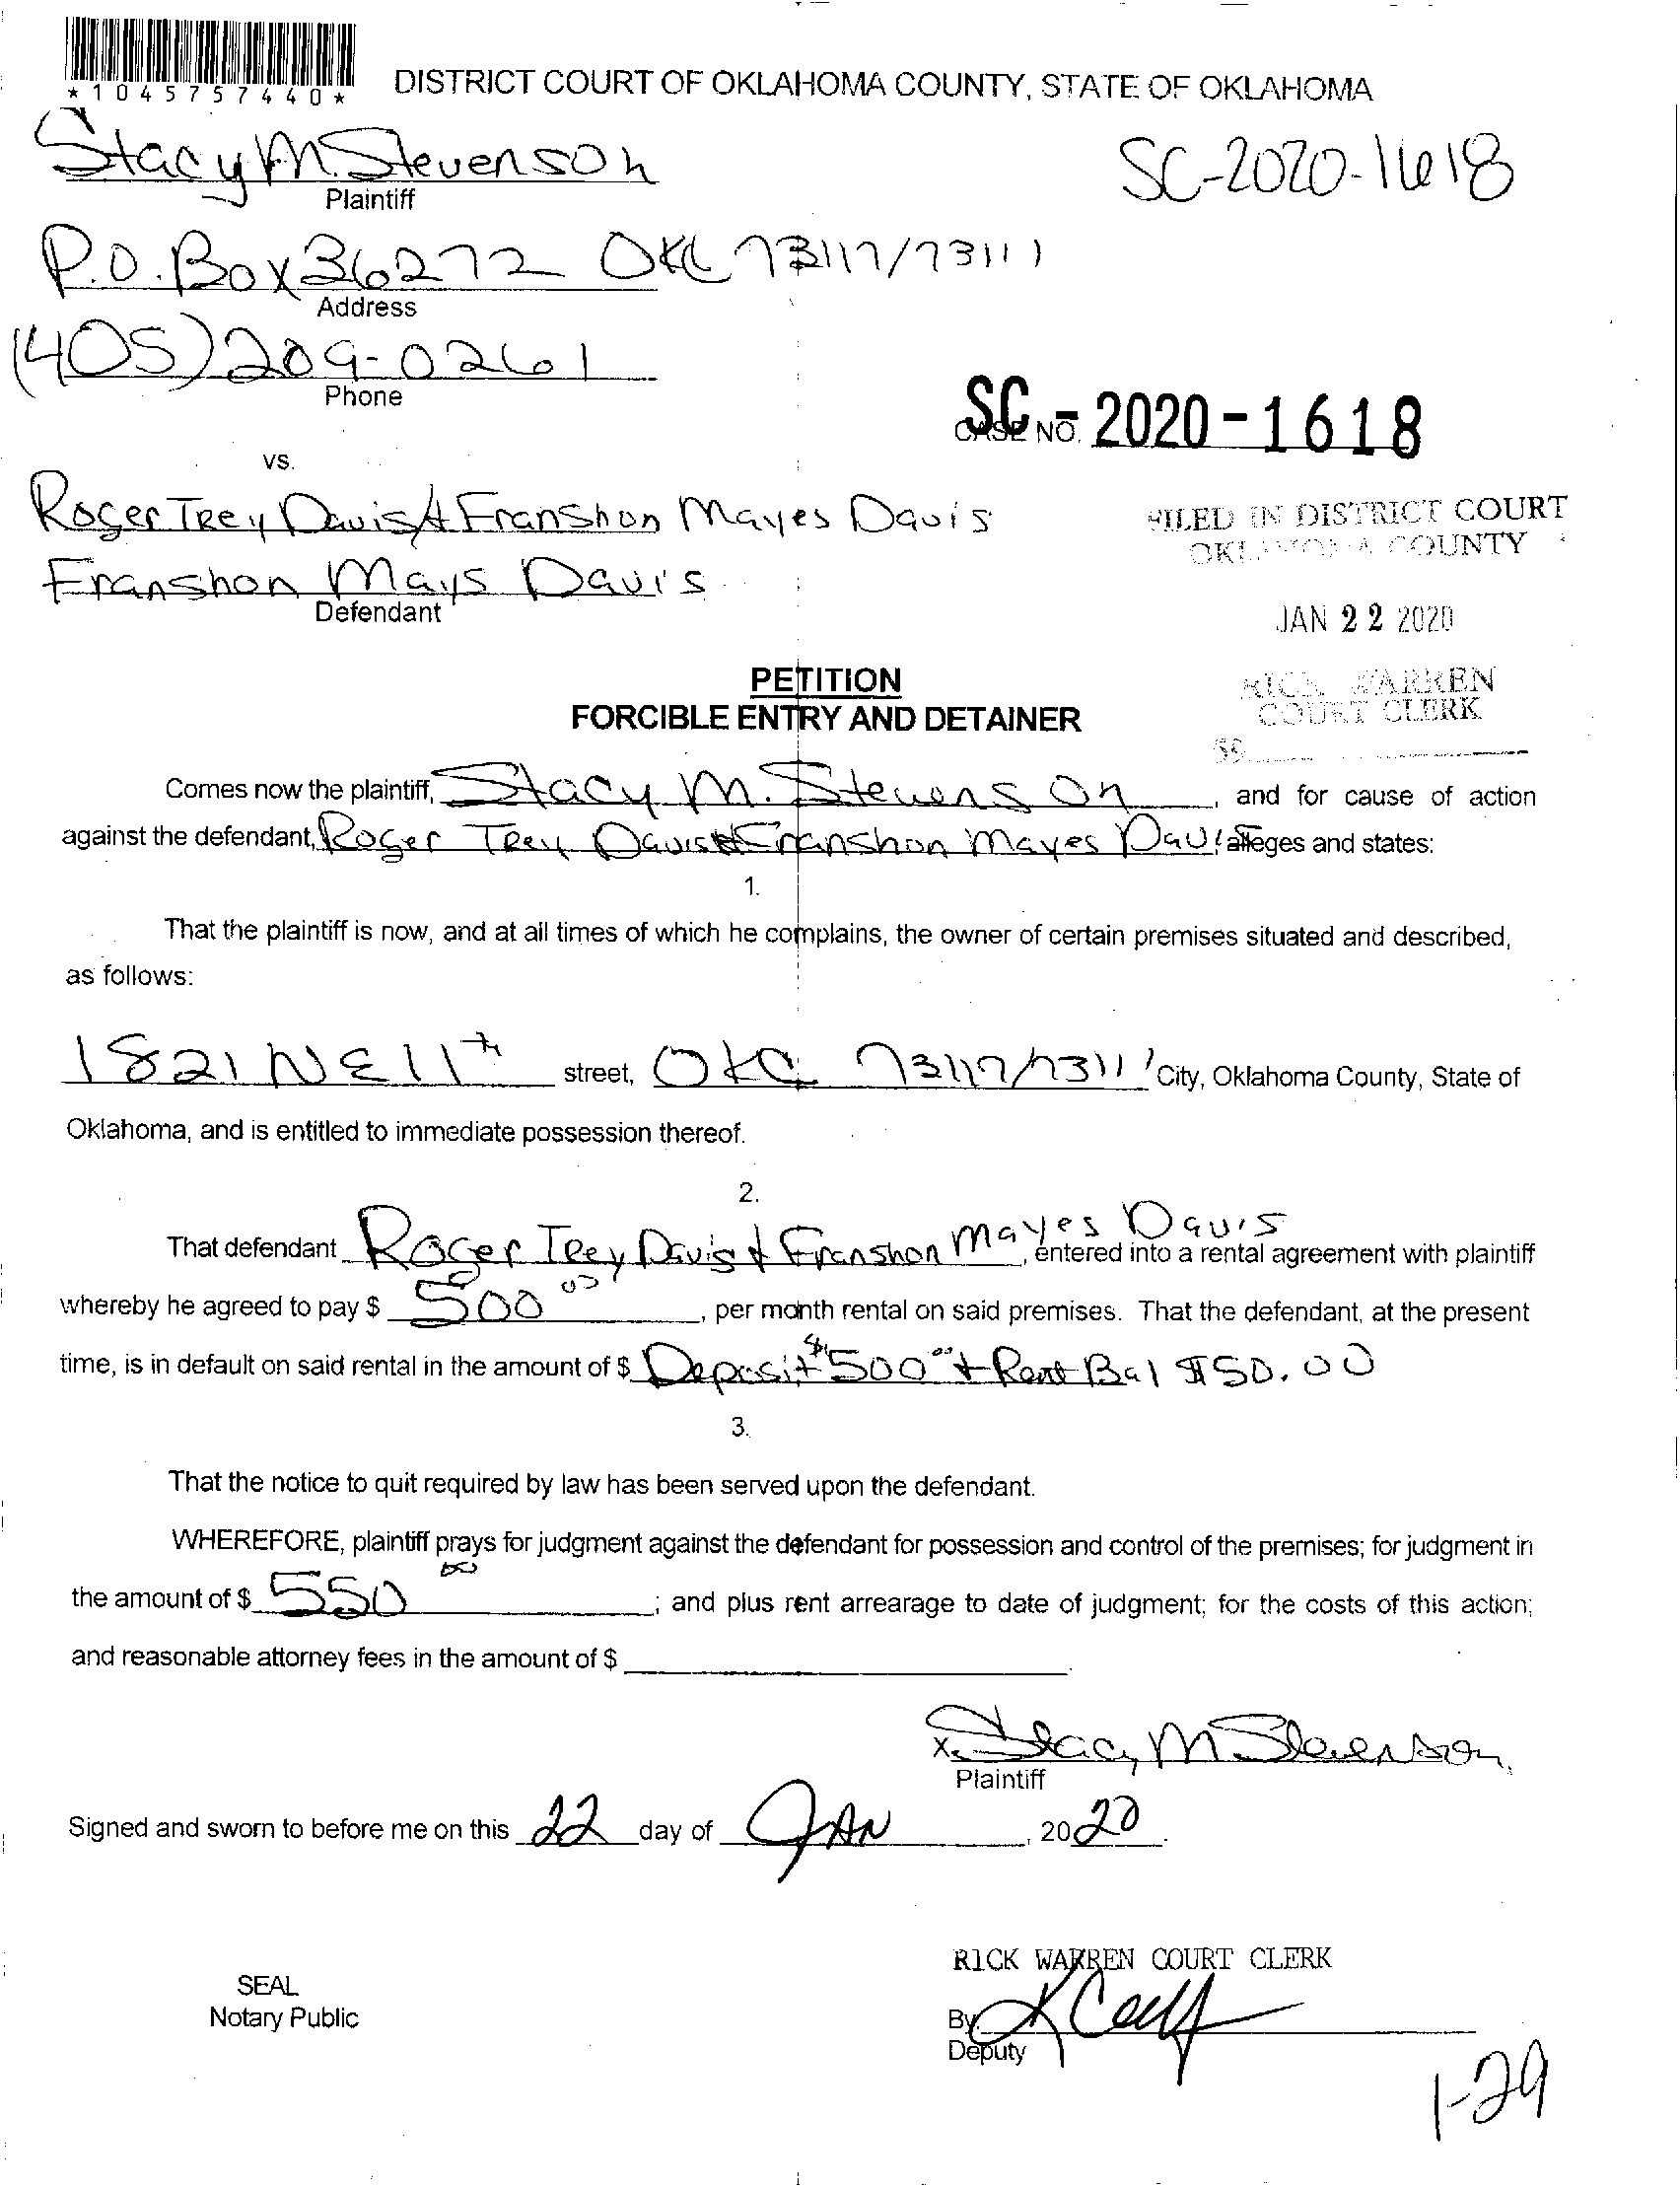 *1045757440*
DISTRICT COURT OF OKLAHOMA COUNTY, STATE OF OKLAHOMA
Stacy M. Stevenson
SC-2020-1618
Plaintiff
P.O. Box 36272 OKC 73117/73111
Address
(405) 209-0261
Phone
SC - 2020-1618
CASE NO.
vs.
Roger Trey Davis & Franshon Mayes Davis
FILED IN DISTRICT COURT
OKLAHOMA COUNTY
Franshon Mays Davis
Defendant
JAN 22 2020
PETITION
RICK WARREN
COURT CLERK
FORCIBLE ENTRY AND DETAINER
Comes now the plaintiff, Stacy M. Stevenson, and for cause of action
against the defendant, Roger Trey Davis & Franshon Mayes Davis alleges and states:
1.
That the plaintiff is now, and at all times of which he complains, the owner of certain premises situated and described,
as follows:
1821 NE 11th street, OKC 73117/73111 City, Oklahoma County, State of
Oklahoma, and is entitled to immediate possession thereof.
2.
That defendant Roger Trey Davis & Franshon Mayes Davis, entered into a rental agreement with plaintiff
whereby he agreed to pay $ 500 00, per month rental on said premises. That the defendant, at the present
time, is in default on said rental in the amount of $ Deposit $500 00 + Rent Bal $50.00
3.
That the notice to quit required by law has been served upon the defendant.
WHEREFORE, plaintiff prays for judgment against the defendant for possession and control of the premises; for judgment in
the amount of $ 550 00; and plus rent arrearage to date of judgment; for the costs of this action;
and reasonable attorney fees in the amount of $
x. Stacy M Stevenson
Plaintiff
Signed and sworn to before me on this 22 day of JAN, 2020.
RICK WARREN COURT CLERK
SEAL
Notary Public
By
Deputy
1-29